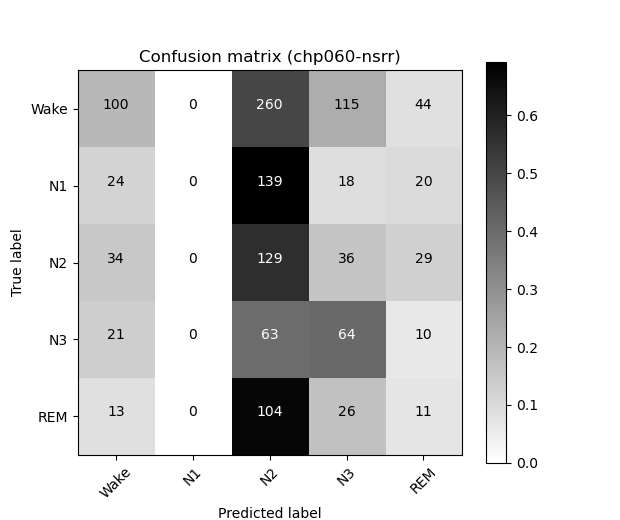 Confusion matrix (chp060-nsrr)
Wake 100 0 260 115 44
N1 24 0 139 18 20
N2 34 0 129 36 29
N3 21 0 63 64 10
REM 13 0 104 26 11
Wake N1 N2 N3 REM
Predicted label
True label
0.6
0.5
0.4
0.3
0.2
0.1
0.0